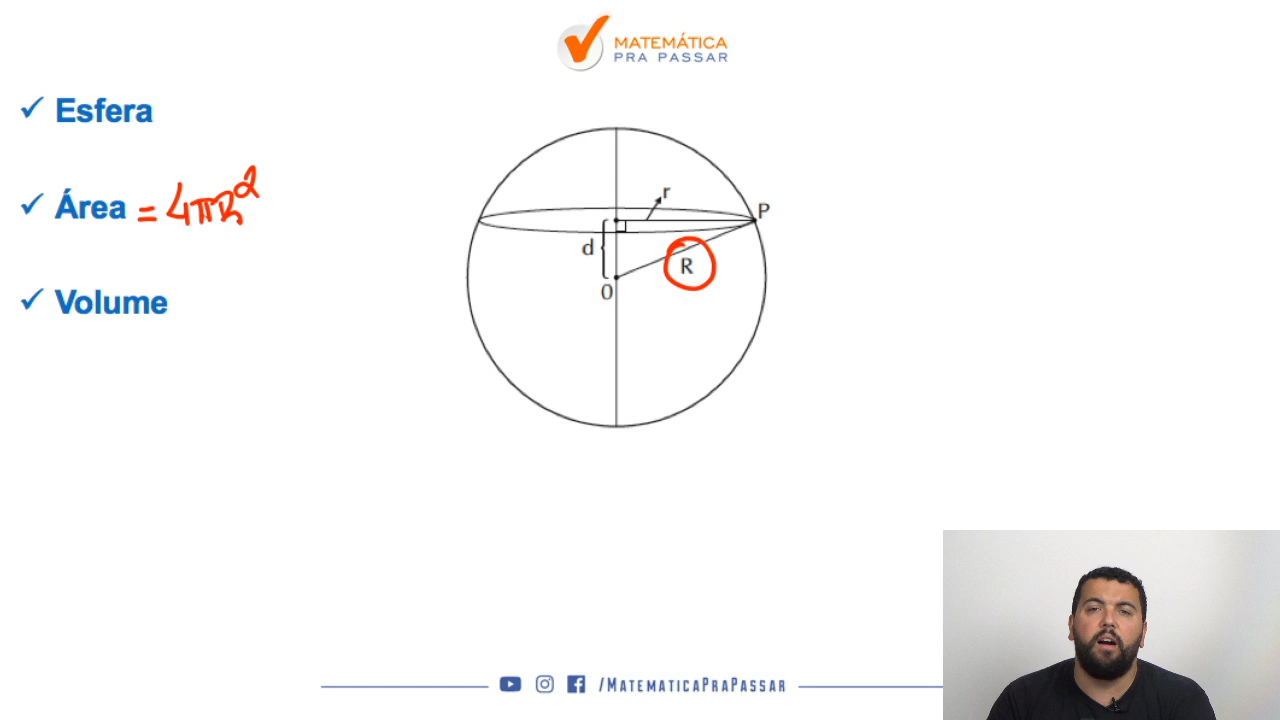 MATEMÁTICA
PRA PASSAR
✓ Esfera
✓ Área = 4πR²
✓ Volume
r
P
d
R
0
/MATEMATICAPRAPASSAR